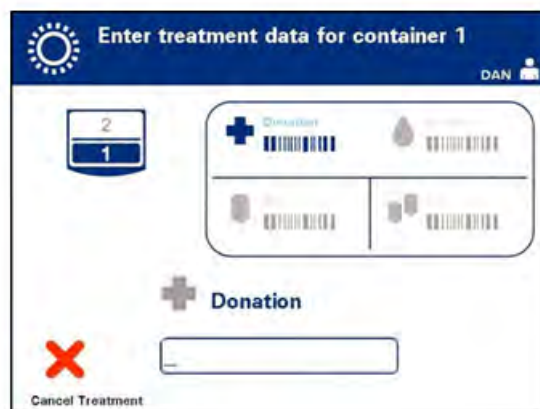 Enter treatment data for container 1
DAN
2
1
Donation
Donation
Cancel Treatment